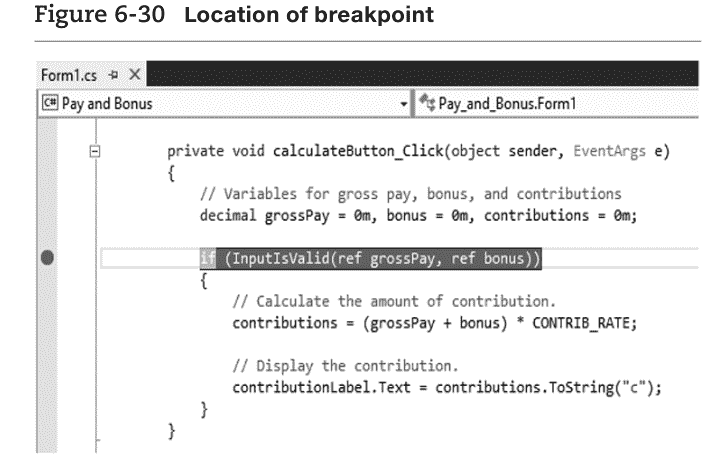 Figure 6-30 Location of breakpoint
Form1.cs
C# Pay and Bonus Pay_and_Bonus.Form1
private void calculateButton_Click(object sender, EventArgs e)
{
// Variables for gross pay, bonus, and contributions
decimal grossPay = 0m, bonus = 0m, contributions = 0m;
if (InputIsValid(ref grossPay, ref bonus))
{
// Calculate the amount of contribution.
contributions = (grossPay + bonus) * CONTRIB_RATE;
// Display the contribution.
contributionLabel.Text = contributions.ToString("c");
}
}